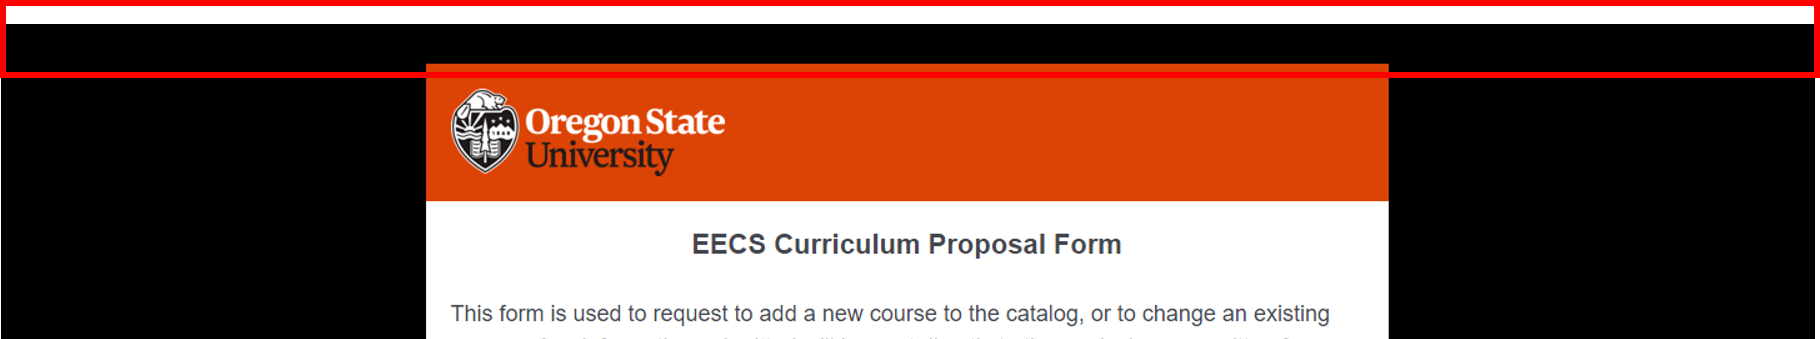 Oregon State
University
EECS Curriculum Proposal Form
This form is used to request to add a new course to the catalog, or to change an existing